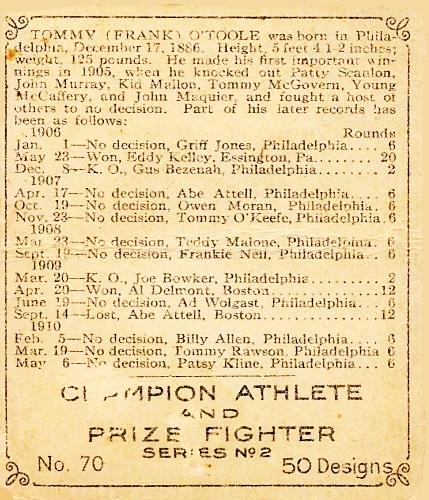 TOMMY (FRANK) O'TOOLE was born in Phila-
delphia, December 17, 1886. Height, 5 feet 4 1-2 inches;
weight, 125 pounds. He made his first important win-
nings in 1905, when he knocked out Patty Scanlon,
John Murray, Kid Mallon, Tommy McGovern, Young
McCaffery, and John Maquier, and fought a host of
others to no decision. Part of his later records has
been as follows:
1906 Rounds
Jan. 1—No decision, Griff Jones, Philadelphia...... 6
May 23—Won, Eddy Kelley, Essington, Pa........ 20
Dec. 8—K. O., Gus Bezenah, Philadelphia........ 2
1907
Apr. 17—No decision, Abe Attell, Philadelphia.... 6
Oct. 19—No decision, Owen Moran, Philadelphia.. 6
Nov. 23—No decision, Tommy O'Keefe, Philadelphia. 6
1908
Mar. 23—No decision, Teddy Malone, Philadelphia. 6
Sept. 19—No decision, Frankie Neil, Philadelphia.. 6
1909
Mar. 20—K. O., Joe Bowker, Philadelphia......... 2
Apr. 20—Won, Al Delmont, Boston.............. 12
June 19—No decision, Ad Wolgast, Philadelphia... 6
Sept. 14—Lost, Abe Attell, Boston............... 12
1910
Feb. 5—No decision, Billy Allen, Philadelphia.... 6
Mar. 19—No decision, Tommy Rawson, Philadelphia 6
May 6—No decision, Patsy Kline, Philadelphia.... 6
CHAMPION ATHLETE
AND
PRIZE FIGHTER
SERIES No 2
No. 70 50 Designs